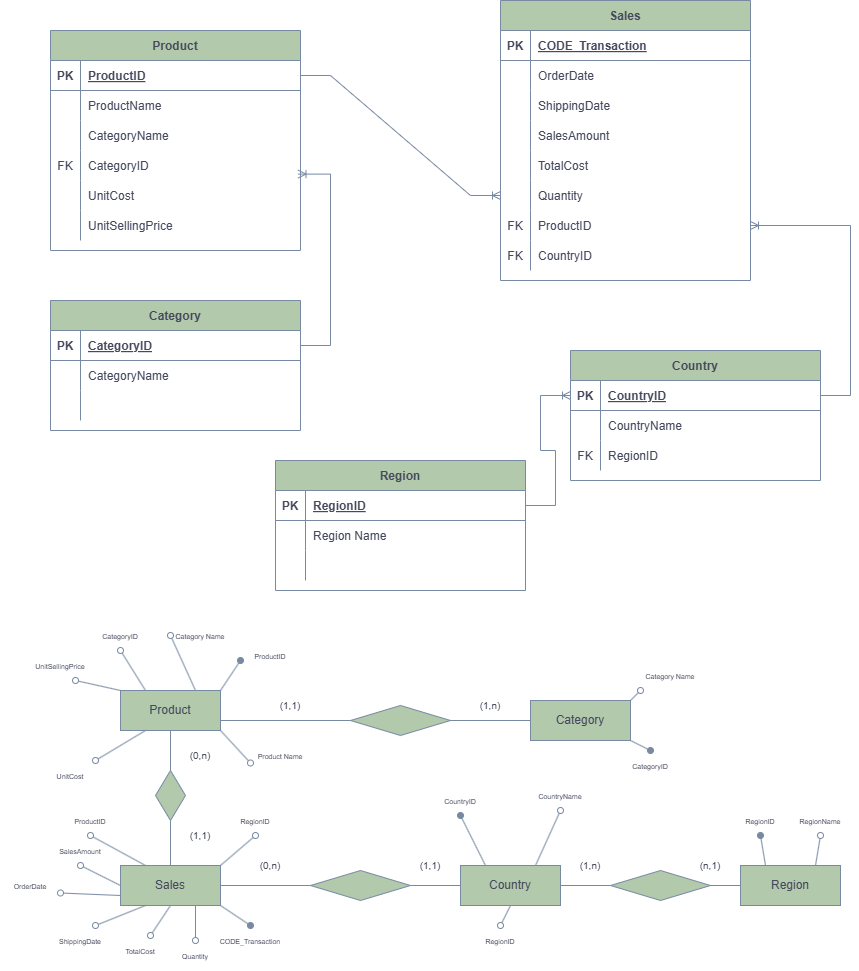 Sales
PK CODE_Transaction
OrderDate
ShippingDate
SalesAmount
TotalCost
Quantity
FK ProductID
FK CountryID
Product
PK ProductID
ProductName
CategoryName
FK CategoryID
UnitCost
UnitSellingPrice
Category
PK CategoryID
CategoryName
Country
PK CountryID
CountryName
FK RegionID
Region
PK RegionID
Region Name
CategoryID
Category Name
ProductID
UnitSellingPrice
Product
(1,1)
(1,n)
Category
Category Name
CategoryID
UnitCost
(0,n)
Product Name
ProductID
(1,1)
RegionID
SalesAmount
OrderDate
Sales
(0,n)
(1,1)
ShippingDate
TotalCost
Quantity
CODE_Transaction
CountryID
CountryName
Country
RegionID
(1,n)
(n,1)
RegionID
RegionName
Region